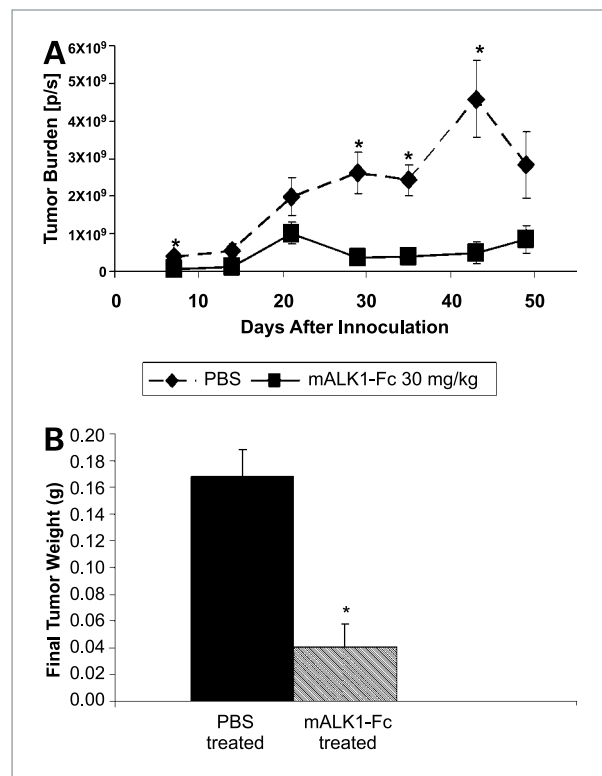 A
Tumor Burden [p/s]
6X10⁹
5X10⁹
4X10⁹
3X10⁹
2X10⁹
1X10⁹
0
* * * *
0 10 20 30 40 50
Days After Innoculation
PBS mALK1-Fc 30 mg/kg
B
Final Tumor Weight (g)
0.20
0.18
0.16
0.14
0.12
0.10
0.08
0.06
0.04
0.02
0.00
*
PBS treated
mALK1-Fc treated